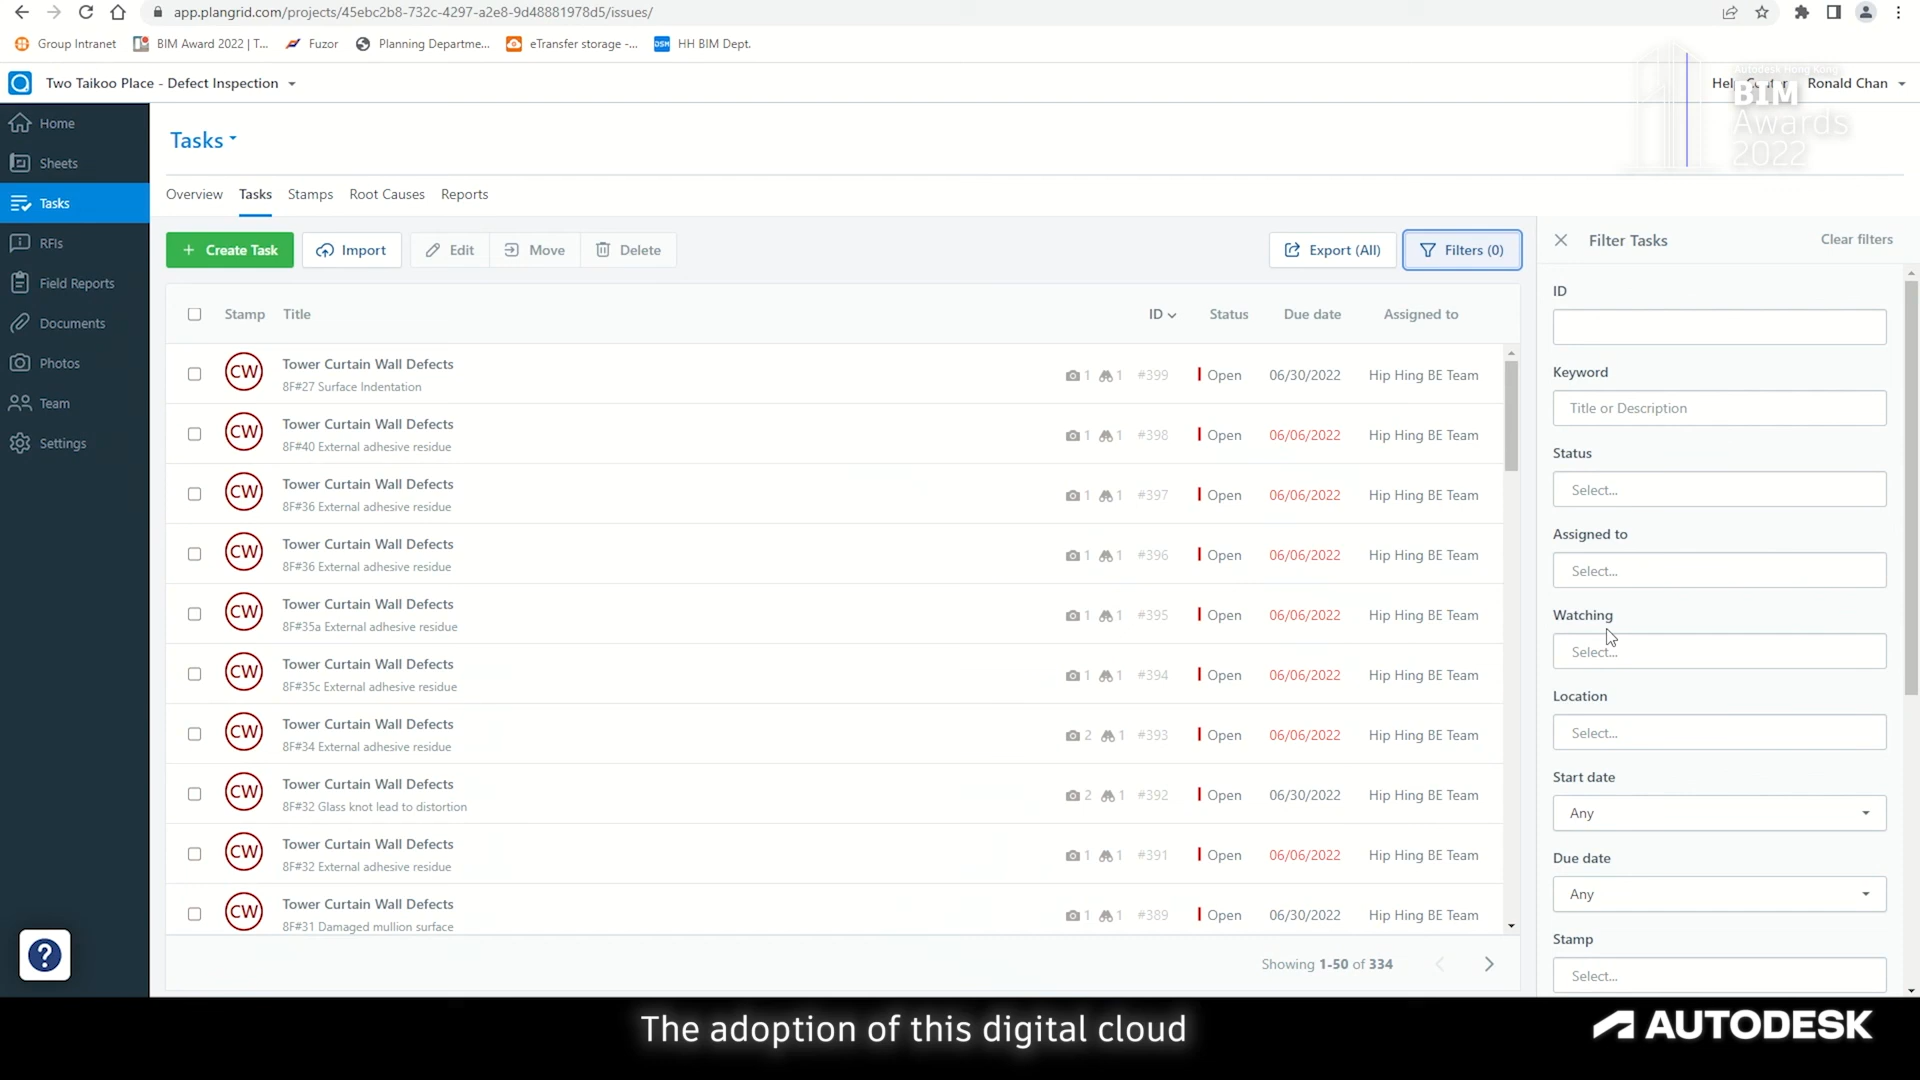 app.plangrid.com/projects/45ebc2b8-732c-4297-a2e8-9d48881978d5/issues/
Group Intranet BIM Award 2022 | T... Fuzor Planning Departme... eTransfer storage -... DSM HH BIM Dept.
Two Taikoo Place - Defect Inspection
Ronald Chan
Autodesk Hong Kong
BIM
Awards
2022
Home
Sheets
Tasks
RFIs
Field Reports
Documents
Photos
Team
Settings
Tasks
Overview Tasks Stamps Root Causes Reports
+ Create Task Import Edit Move Delete Export (All) Filters (0)
Stamp Title ID Status Due date Assigned to
CW Tower Curtain Wall Defects
8F#27 Surface Indentation
1 1 #399 Open 06/30/2022 Hip Hing BE Team
CW Tower Curtain Wall Defects
8F#40 External adhesive residue
1 1 #398 Open 06/06/2022 Hip Hing BE Team
CW Tower Curtain Wall Defects
8F#36 External adhesive residue
1 1 #397 Open 06/06/2022 Hip Hing BE Team
CW Tower Curtain Wall Defects
8F#36 External adhesive residue
1 1 #396 Open 06/06/2022 Hip Hing BE Team
CW Tower Curtain Wall Defects
8F#35a External adhesive residue
1 1 #395 Open 06/06/2022 Hip Hing BE Team
CW Tower Curtain Wall Defects
8F#35c External adhesive residue
1 1 #394 Open 06/06/2022 Hip Hing BE Team
CW Tower Curtain Wall Defects
8F#34 External adhesive residue
2 1 #393 Open 06/06/2022 Hip Hing BE Team
CW Tower Curtain Wall Defects
8F#32 Glass knot lead to distortion
2 1 #392 Open 06/30/2022 Hip Hing BE Team
CW Tower Curtain Wall Defects
8F#32 External adhesive residue
1 1 #391 Open 06/06/2022 Hip Hing BE Team
CW Tower Curtain Wall Defects
8F#31 Damaged mullion surface
1 1 #389 Open 06/30/2022 Hip Hing BE Team
Showing 1-50 of 334
Filter Tasks Clear filters
ID
Keyword
Title or Description
Status
Select...
Assigned to
Select...
Watching
Select...
Location
Select...
Start date
Any
Due date
Any
Stamp
Select...
?
The adoption of this digital cloud
AUTODESK